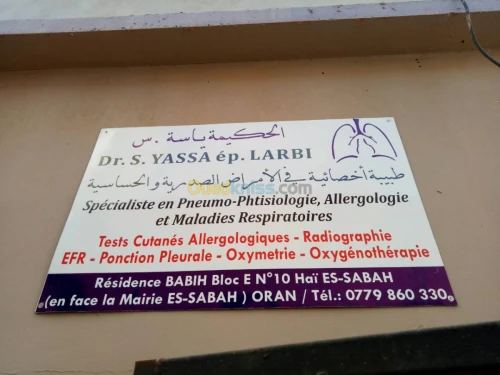 الحكيمة ياسة .س
Dr. S. YASSA ép. LARBI
طبيبة أخصائية في الأمراض الصدرية والحساسية
Spécialiste en Pneumo-Phtisiologie, Allergologie
et Maladies Respiratoires
Tests Cutanés Allergologiques - Radiographie
EFR - Ponction Pleurale - Oxymetrie - Oxygénothérapie
Résidence BABIH Bloc E N°10 Haï ES-SABAH
(en face la Mairie ES-SABAH ) ORAN / Tél.: 0779 860 330